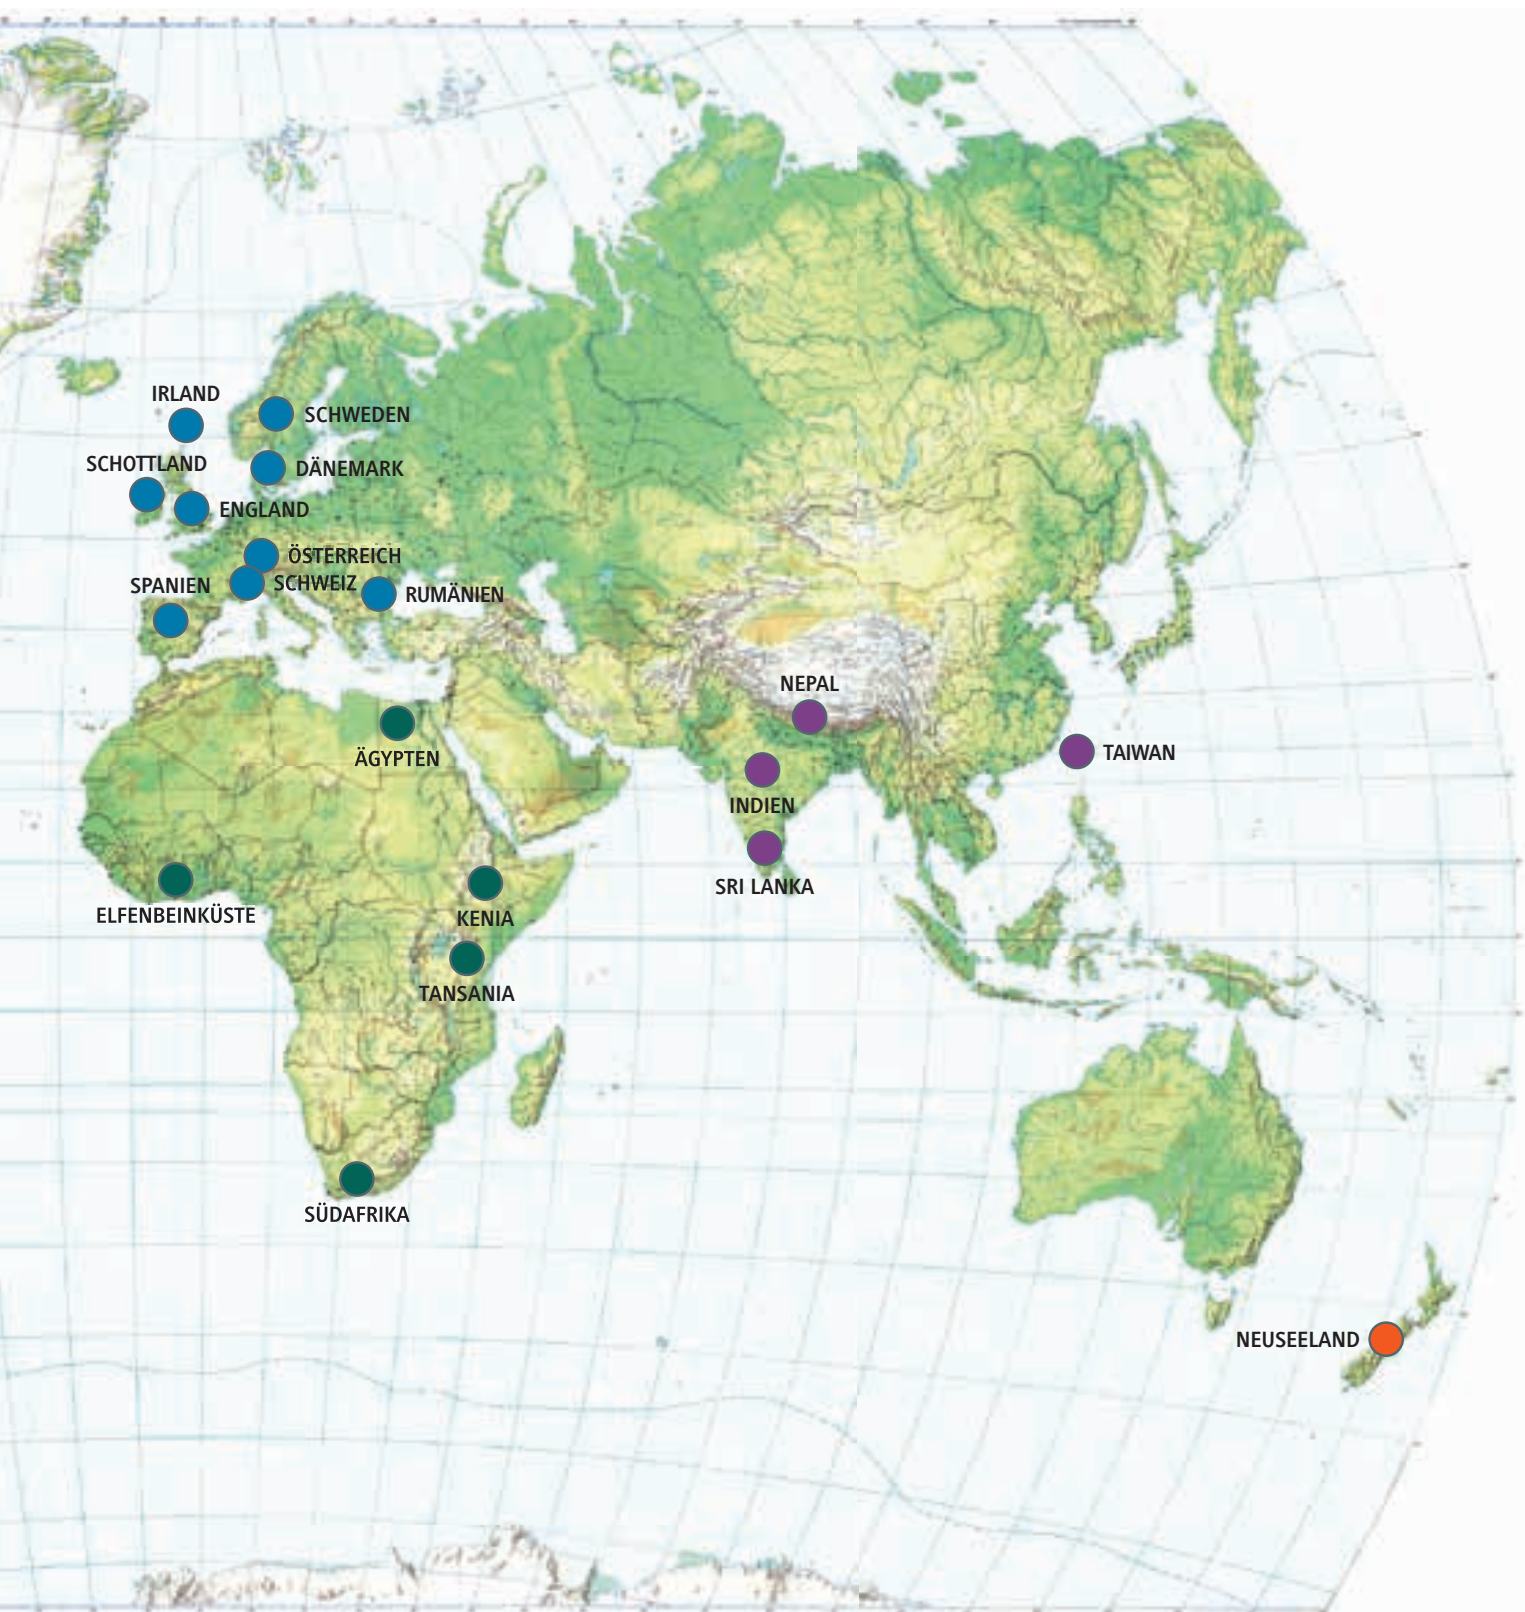 IRLAND
SCHWEDEN
SCHOTTLAND
DÄNEMARK
ENGLAND
ÖSTERREICH
SCHWEIZ
SPANIEN
RUMÄNIEN
NEPAL
ÄGYPTEN
TAIWAN
INDIEN
SRI LANKA
ELFENBEINKÜSTE
KENIA
TANSANIA
SÜDAFRIKA
NEUSEELAND